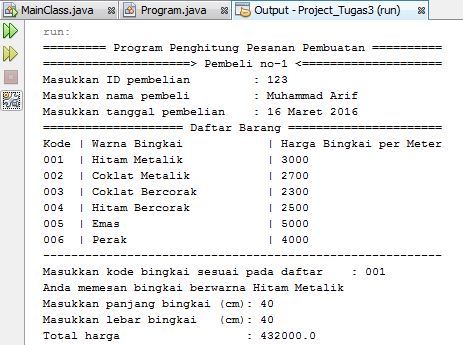 MainClass.java Program.java Output - Project_Tugas3 (run)
run:
========== Program Penghitung Pesanan Pembuatan ===========
=====================> Pembeli no-1 <====================
Masukkan ID pembelian : 123
Masukkan nama pembeli : Muhammad Arif
Masukkan tanggal pembelian : 16 Maret 2016
==================== Daftar Barang ======================
Kode | Warna Bingkai | Harga Bingkai per Meter
001 | Hitam Metalik | 3000
002 | Coklat Metalik | 2700
003 | Coklat Bercorak | 2300
004 | Hitam Bercorak | 2500
005 | Emas | 5000
006 | Perak | 4000
---------------------------------------------------------
Masukkan kode bingkai sesuai pada daftar : 001
Anda memesan bingkai berwarna Hitam Metalik
Masukkan panjang bingkai (cm): 40
Masukkan lebar bingkai (cm): 40
Total harga : 432000.0